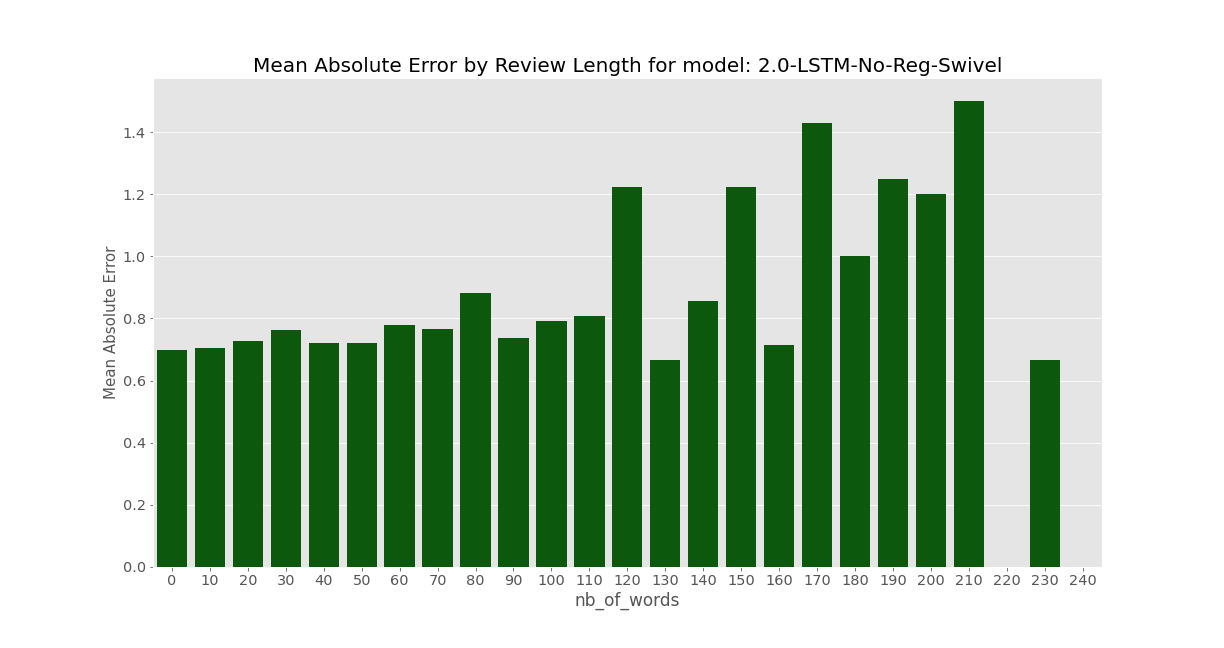 Mean Absolute Error by Review Length for model: 2.0-LSTM-No-Reg-Swivel
Mean Absolute Error
1.4
1.2
1.0
0.8
0.6
0.4
0.2
0.0
0 10 20 30 40 50 60 70 80 90 100 110 120 130 140 150 160 170 180 190 200 210 220 230 240
nb_of_words